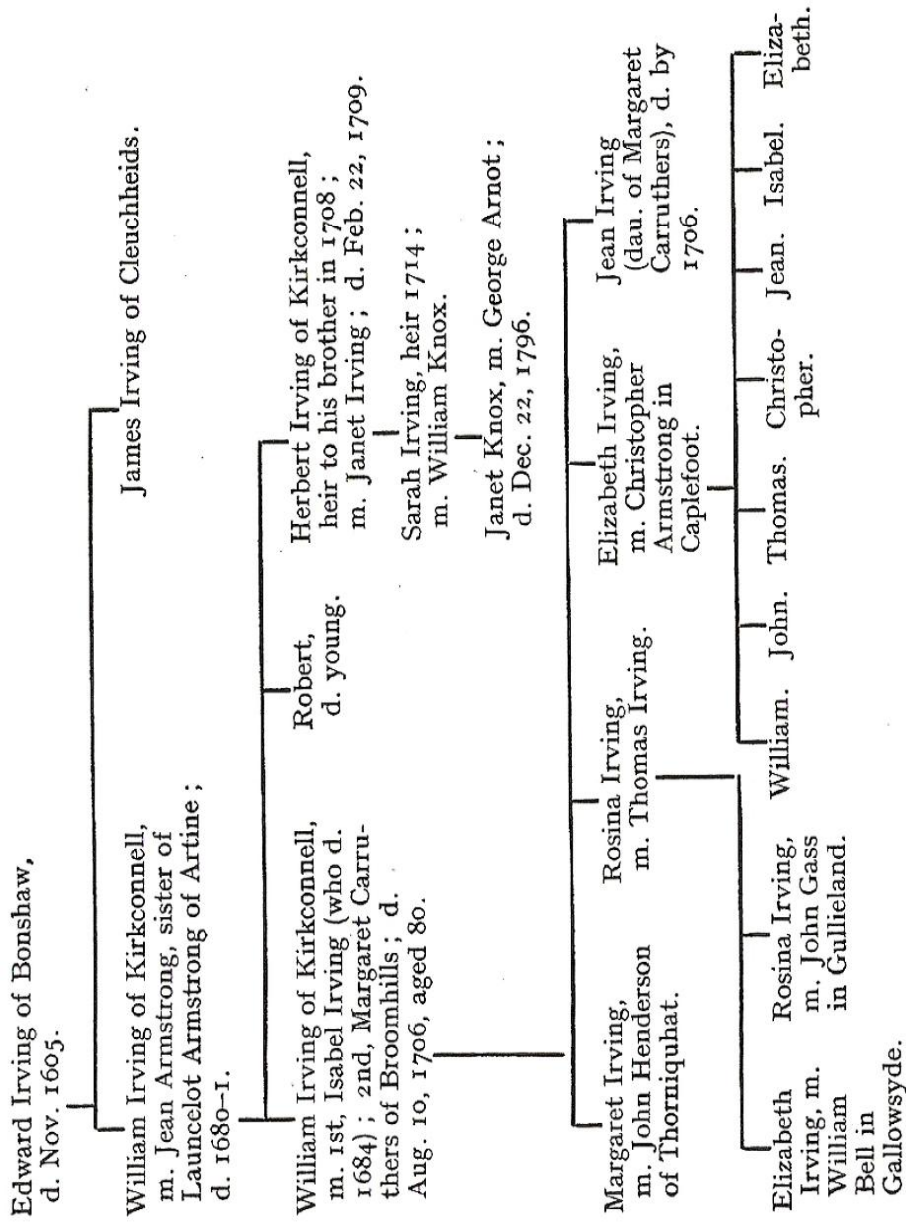 Edward Irving of Bonshaw,
d. Nov. 1605.
William Irving of Kirkconnell,
m. Jean Armstrong, sister of
Launcelot Armstrong of Artine;
d. 1680-1.
James Irving of Cleuchheids.
William Irving of Kirkconnell,
m. 1st, Isabel Irving (who d.
1684); 2nd, Margaret Carru-
thers of Broomhills; d.
Aug. 10, 1706, aged 80.
Robert,
d. young.
Herbert Irving of Kirkconnell,
heir to his brother in 1708;
m. Janet Irving; d. Feb. 22, 1709.
Sarah Irving, heir 1714;
m. William Knox.
Janet Knox, m. George Arnot;
d. Dec. 22, 1796.
Margaret Irving,
m. John Henderson
of Thorniquhat.
Rosina Irving,
m. Thomas Irving.
Elizabeth Irving,
m. Christopher
Armstrong in
Caplefoot.
Jean Irving
(dau. of Margaret
Carruthers), d. by
1706.
Elizabeth
Irving, m.
William
Bell in
Gallowsyde.
Rosina Irving,
m. John Gass
in Gullieland.
William.
John.
Thomas.
Christo-
pher.
Jean.
Isabel.
Eliza-
beth.